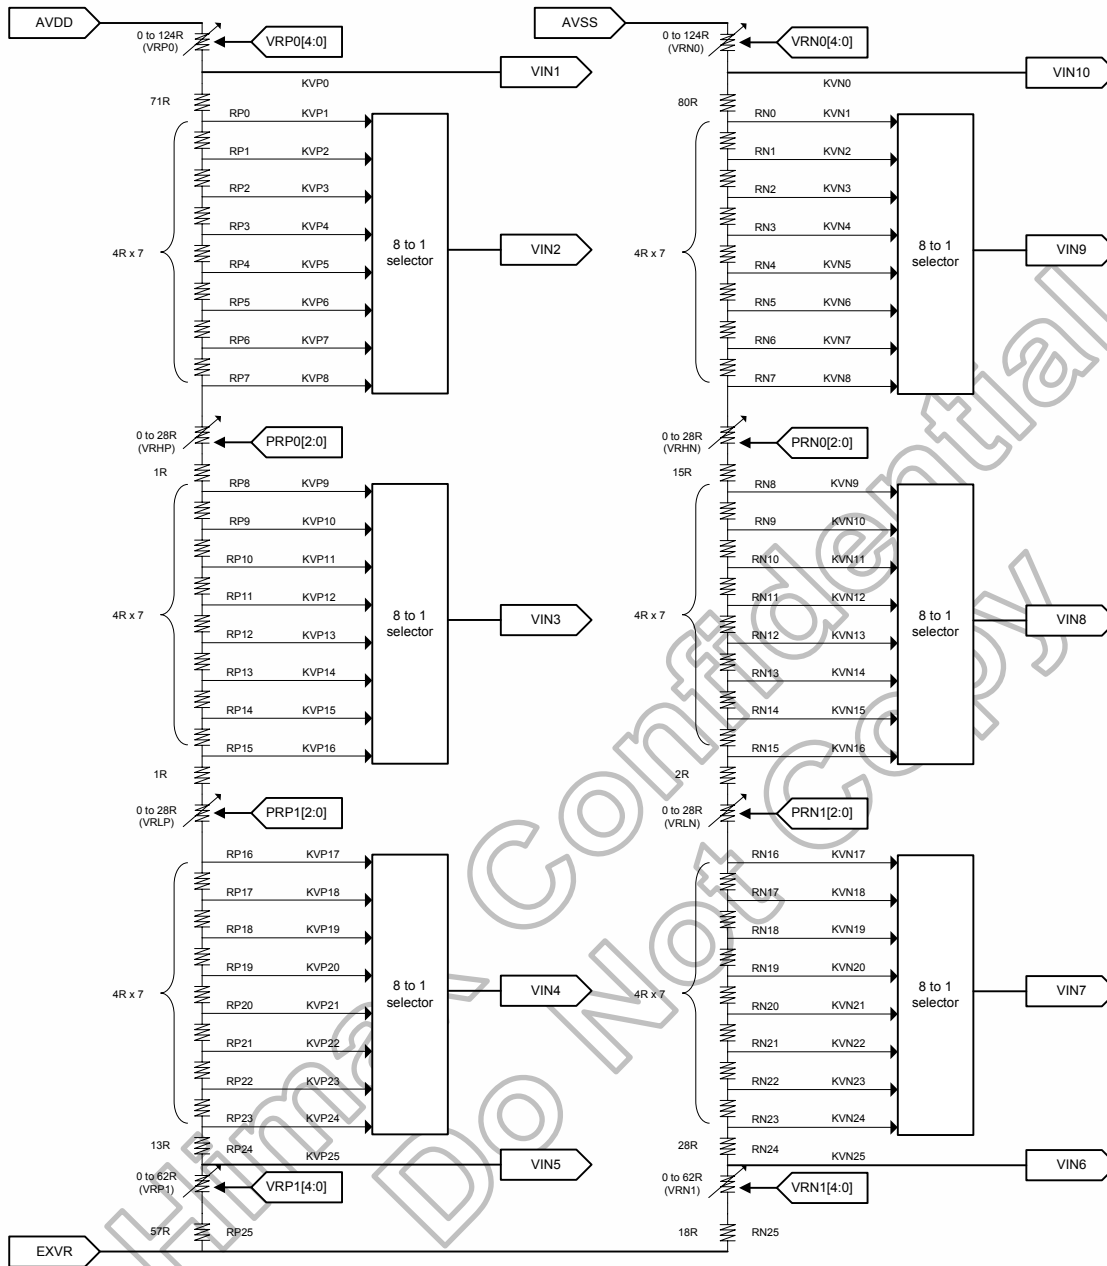 AVDD
0 to 124R
(VRP0)
VRP0[4:0]
VIN1
KVP0
71R
RP0 KVP1
RP1 KVP2
RP2 KVP3
RP3 KVP4
RP4 KVP5
RP5 KVP6
RP6 KVP7
RP7 KVP8
4R x 7
8 to 1
selector
VIN2
0 to 28R
(VRHP)
PRP0[2:0]
1R
RP8 KVP9
RP9 KVP10
RP10 KVP11
RP11 KVP12
RP12 KVP13
RP13 KVP14
RP14 KVP15
RP15 KVP16
4R x 7
8 to 1
selector
VIN3
1R
0 to 28R
(VRLP)
PRP1[2:0]
RP16 KVP17
RP17 KVP18
RP18 KVP19
RP19 KVP20
RP20 KVP21
RP21 KVP22
RP22 KVP23
RP23 KVP24
4R x 7
8 to 1
selector
VIN4
13R
RP24
KVP25
VIN5
0 to 62R
(VRP1)
VRP1[4:0]
57R
RP25
EXVR
AVSS
0 to 124R
(VRN0)
VRN0[4:0]
VIN10
KVN0
80R
RN0 KVN1
RN1 KVN2
RN2 KVN3
RN3 KVN4
RN4 KVN5
RN5 KVN6
RN6 KVN7
RN7 KVN8
4R x 7
8 to 1
selector
VIN9
0 to 28R
(VRHN)
PRN0[2:0]
15R
RN8 KVN9
RN9 KVN10
RN10 KVN11
RN11 KVN12
RN12 KVN13
RN13 KVN14
RN14 KVN15
RN15 KVN16
4R x 7
8 to 1
selector
VIN8
2R
0 to 28R
(VRLN)
PRN1[2:0]
RN16 KVN17
RN17 KVN18
RN18 KVN19
RN19 KVN20
RN20 KVN21
RN21 KVN22
RN22 KVN23
RN23 KVN24
4R x 7
8 to 1
selector
VIN7
28R
RN24
KVN25
VIN6
0 to 62R
(VRN1)
VRN1[4:0]
18R
RN25
Himax Confidential
Do Not Copy